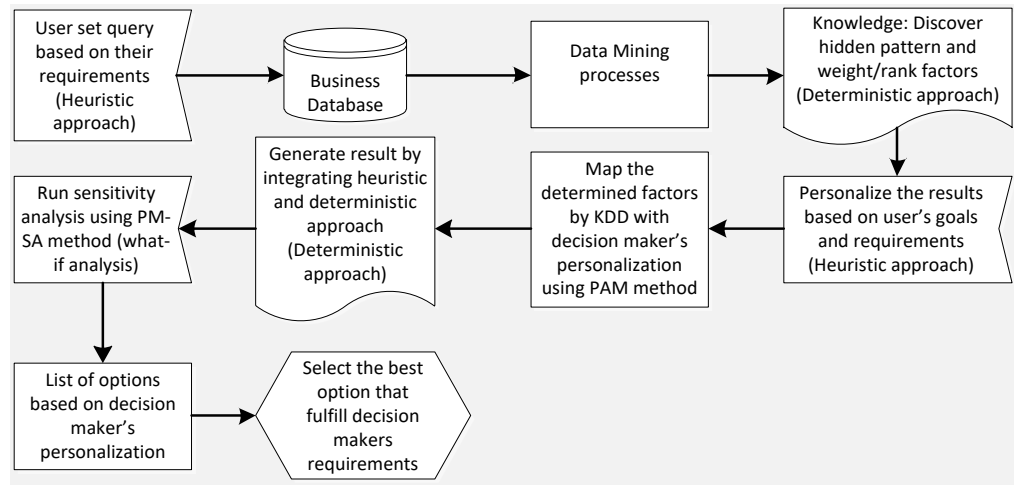 User set query
based on their
requirements
(Heuristic
approach)
Business
Database
Data Mining
processes
Knowledge: Discover
hidden pattern and
weight/rank factors
(Deterministic approach)
Personalize the results
based on user's goals
and requirements
(Heuristic approach)
Map the
determined factors
by KDD with
decision maker's
personalization
using PAM method
Generate result by
integrating heuristic
and deterministic
approach
(Deterministic
approach)
Run sensitivity
analysis using PM-
SA method (what-
if analysis)
List of options
based on decision
maker's
personalization
Select the best
option that
fulfill decision
makers
requirements